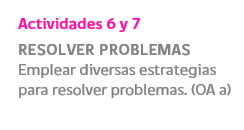 Actividades 6 y 7
RESOLVER PROBLEMAS
Emplear diversas estrategias
para resolver problemas. (OA a)